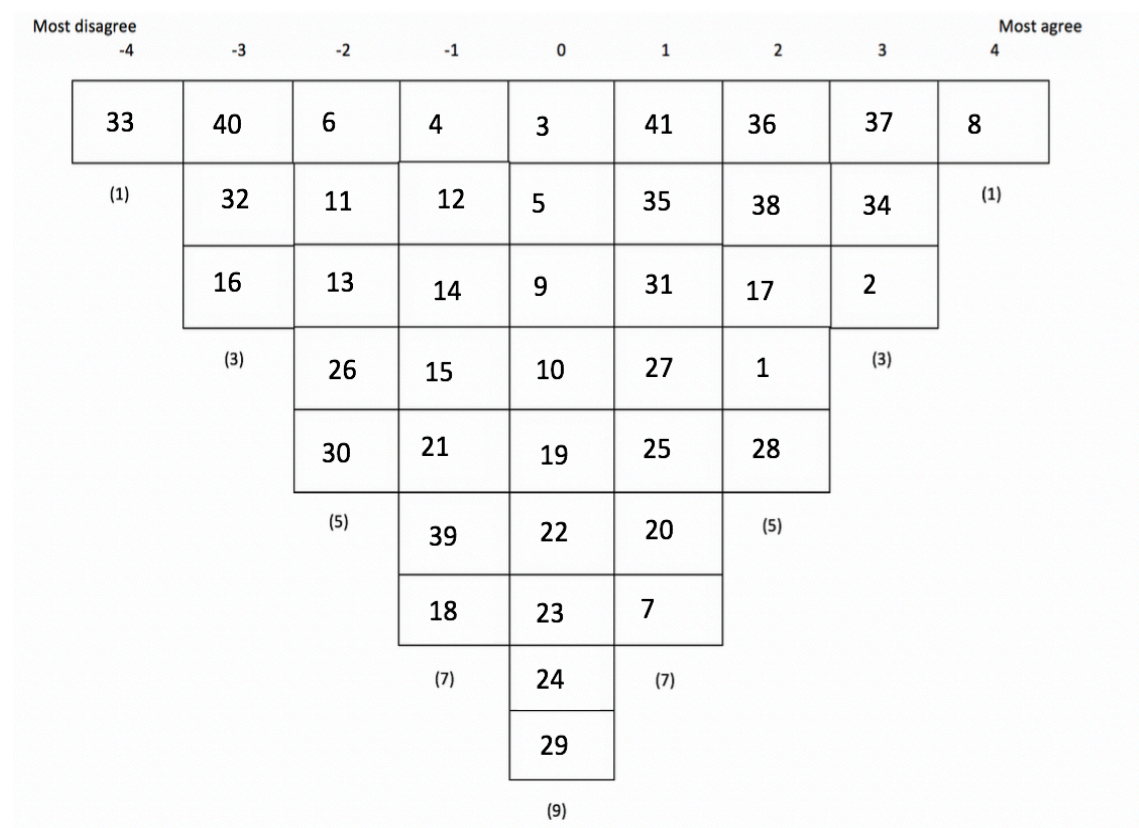 Most disagree Most agree
-4 -3 -2 -1 0 1 2 3 4
33 40 6 4 3 41 36 37 8
(1) 32 11 12 5 35 38 34 (1)
16 13 14 9 31 17 2
(3) 26 15 10 27 1 (3)
30 21 19 25 28
(5) 39 22 20 (5)
18 23 7
(7) 24 (7)
29
(9)